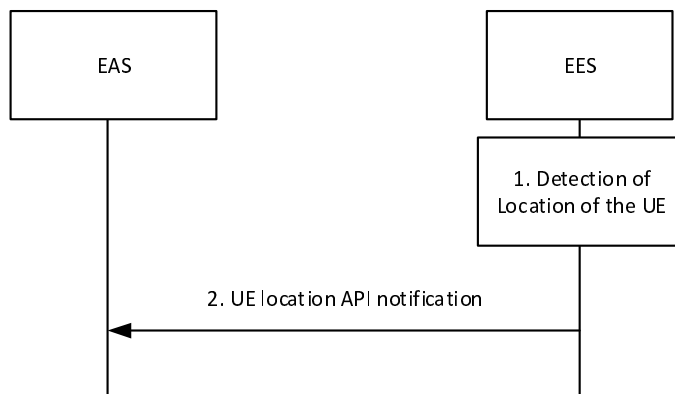 EAS
EES
1. Detection of
Location of the UE
2. UE location API notification